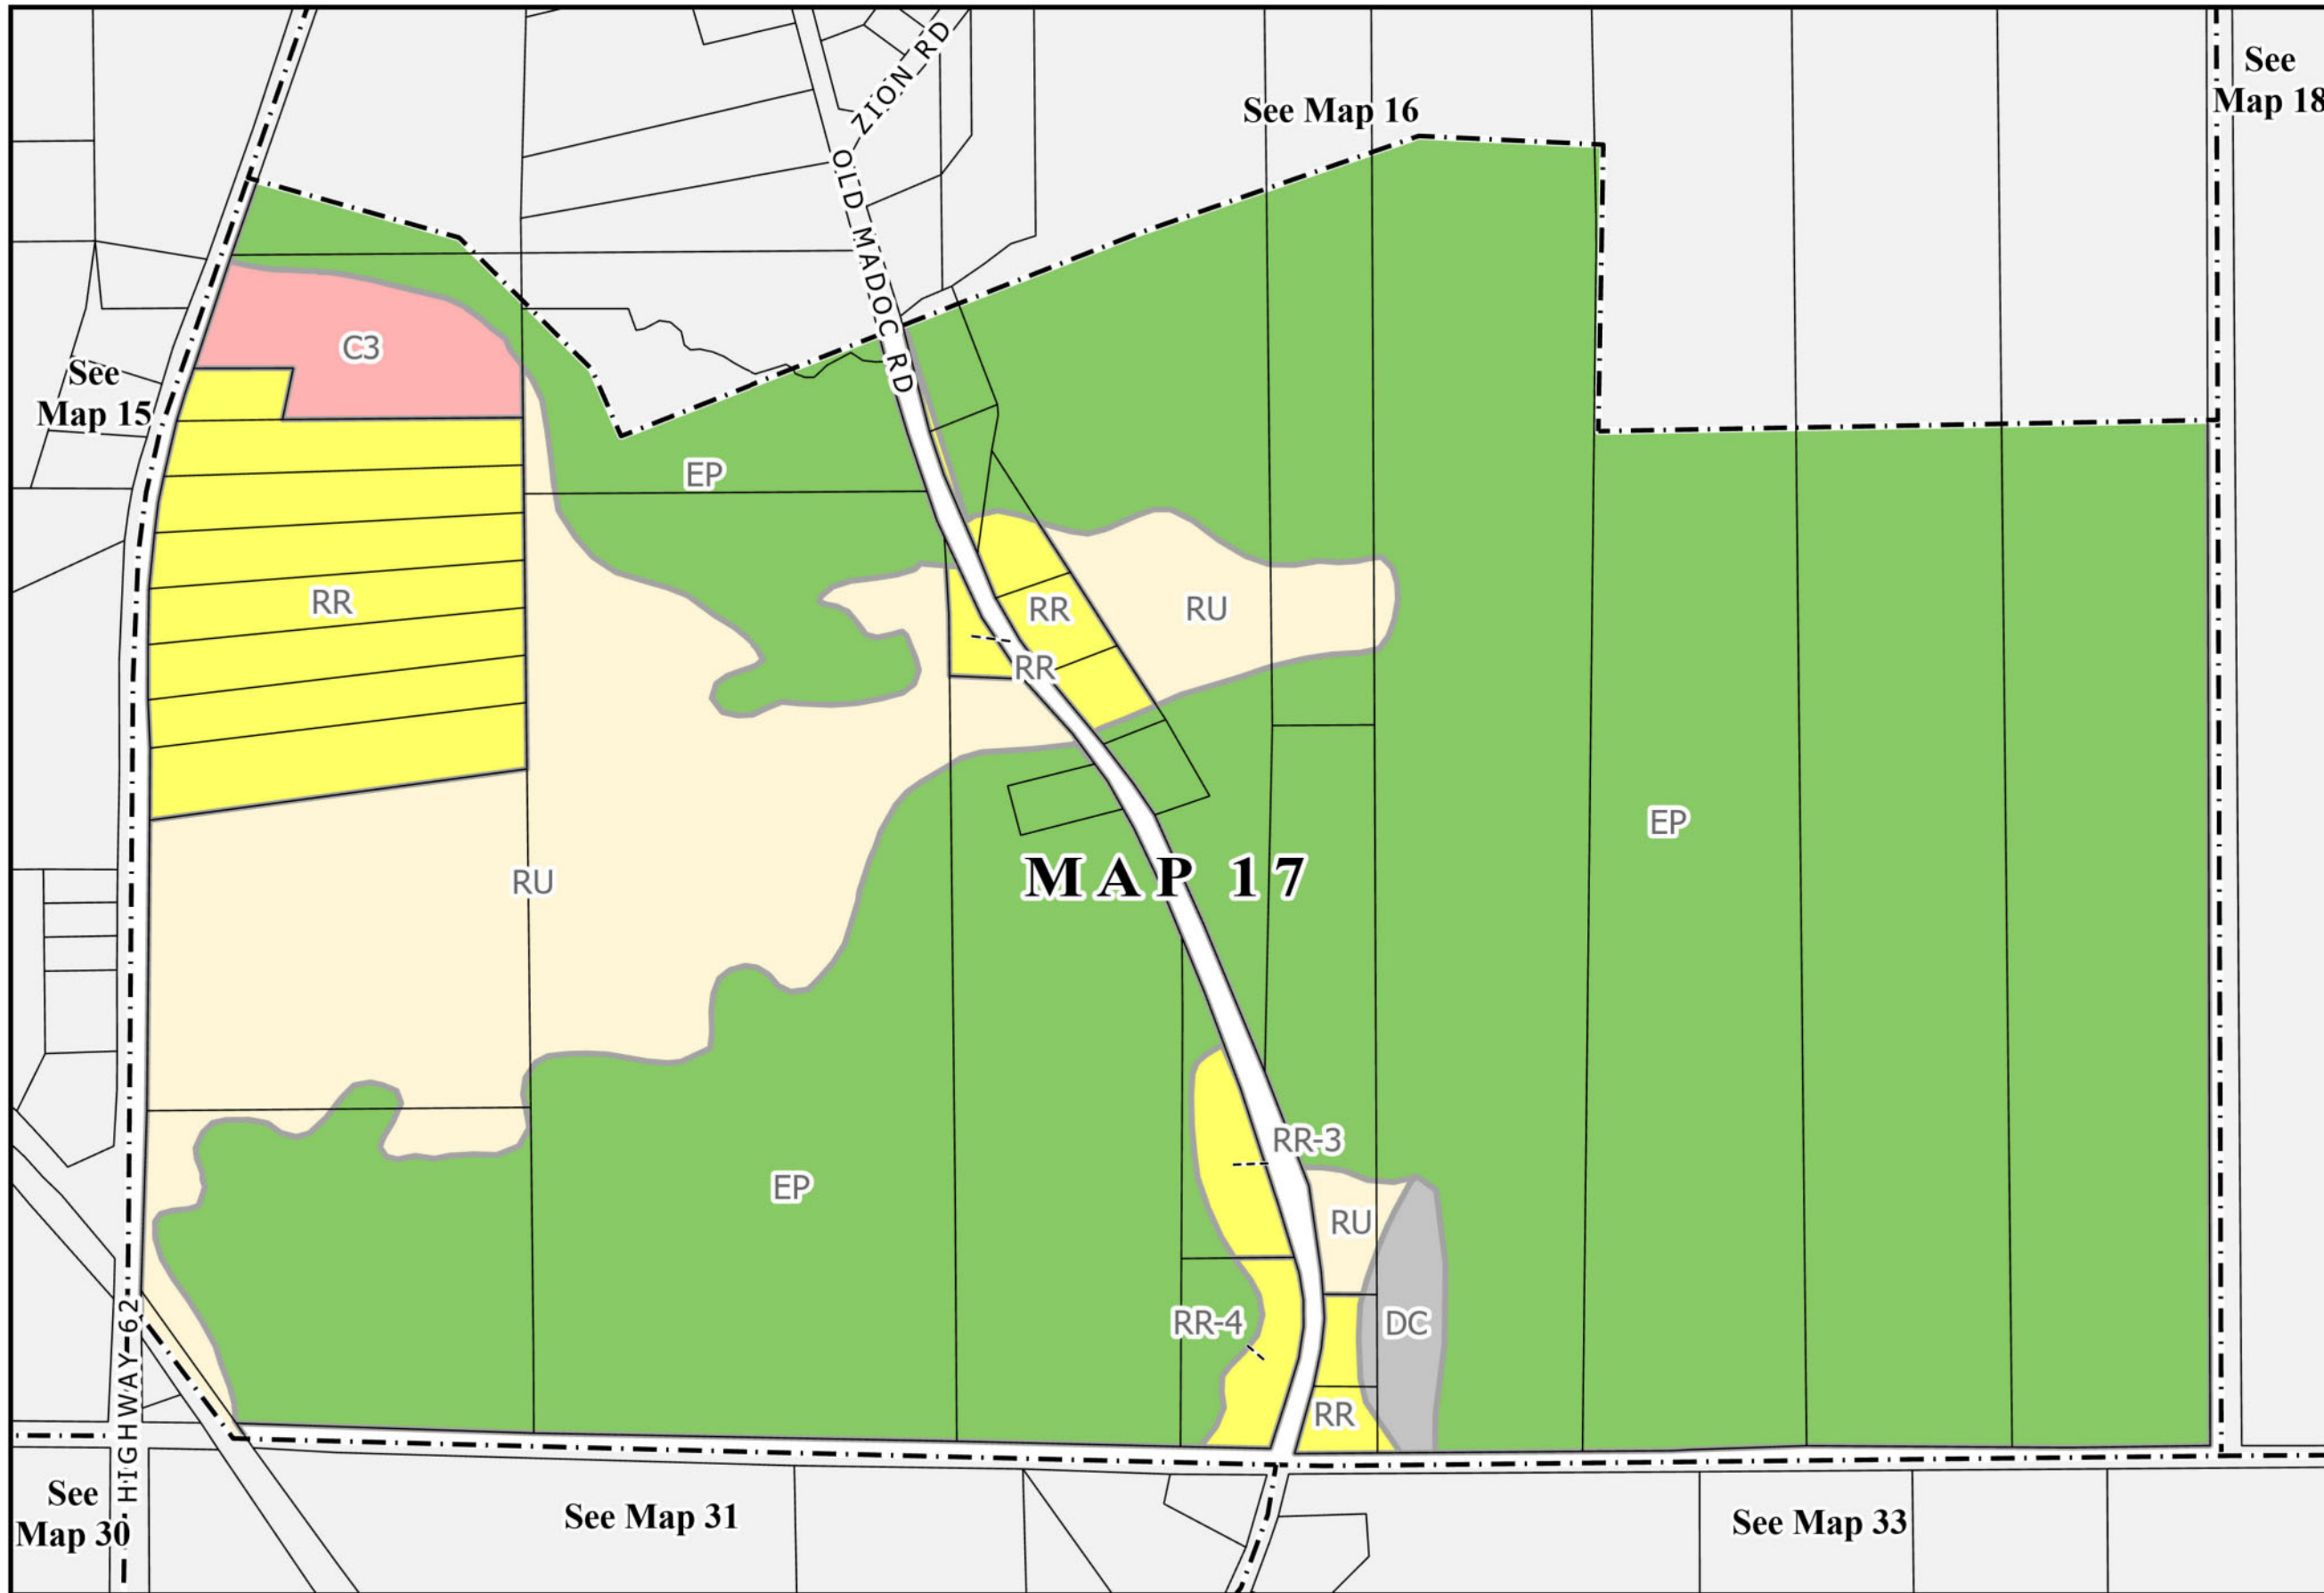 ZION RD
See
Map 18
See Map 16
OLD MADOC RD
C3
See
Map 15
EP
RR
RR
RU
RR
EP
MAP 17
RU
RR-3
EP
RU
RR-4
DC
RR
HIGHWAY 62
See
Map 30
See Map 31
See Map 33